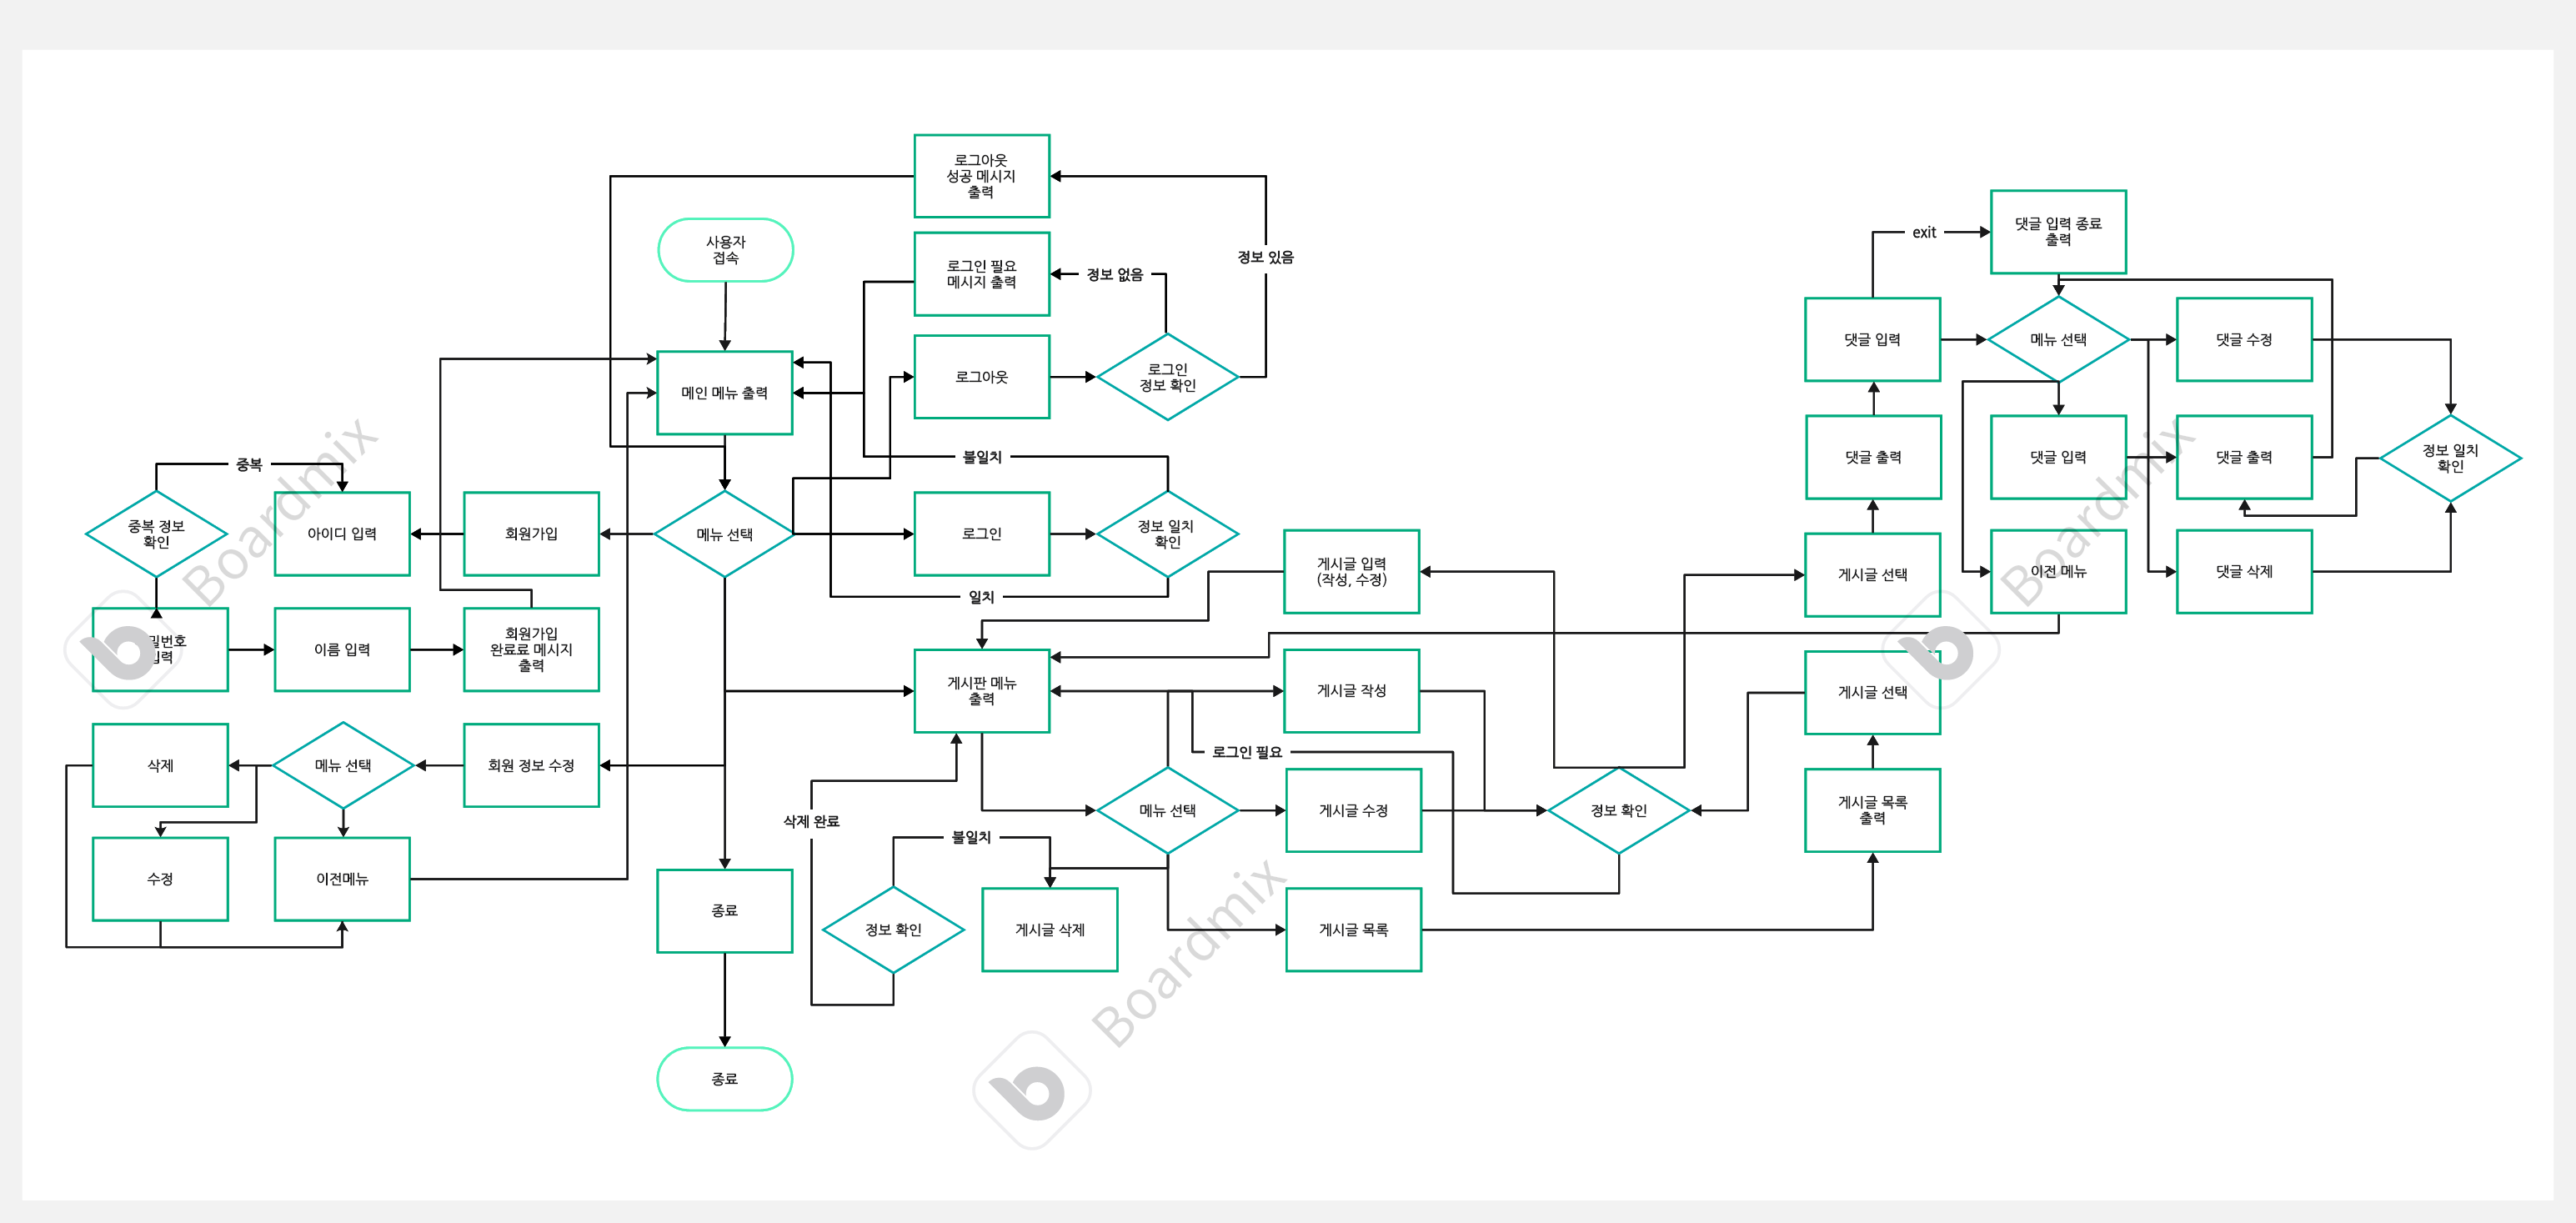 로그아웃
성공 메시지
출력
사용자
접속
로그인 필요
메시지 출력
정보 없음
정보 있음
메인 메뉴 출력
로그아웃
로그인
정보 확인
불일치
중복
중복 정보
확인
아이디 입력
회원가입
메뉴 선택
로그인
정보 일치
확인
일치
이름 입력
회원가입
완료료 메시지
출력
삭제
메뉴 선택
회원 정보 수정
수정
이전메뉴
종료
종료
게시글 입력
(작성, 수정)
게시판 메뉴
출력
게시글 작성
로그인 필요
메뉴 선택
게시글 수정
정보 확인
삭제 완료
불일치
정보 확인
게시글 삭제
게시글 목록
exit
댓글 입력 종료
출력
댓글 입력
메뉴 선택
댓글 수정
댓글 출력
댓글 입력
댓글 출력
정보 일치
확인
게시글 선택
이전 메뉴
댓글 삭제
게시글 선택
게시글 목록
출력
Boardmix
Boardmix
Boardmix